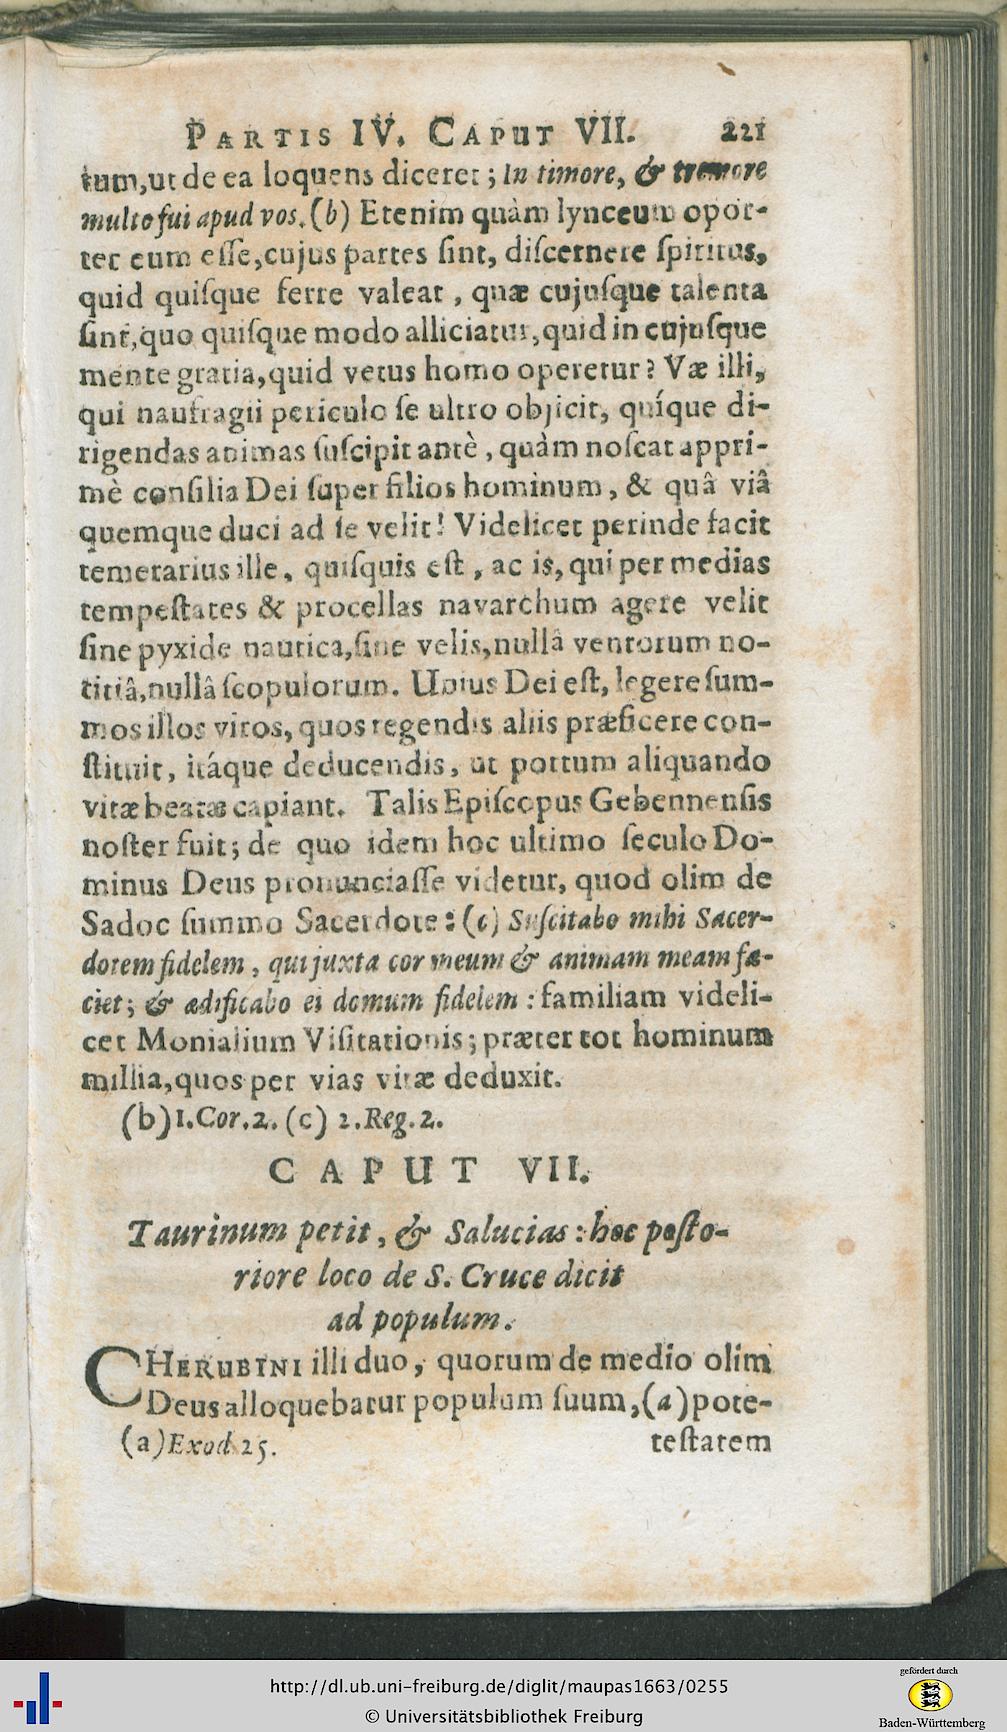 PARTIS IV. CAPUT VII. 221
tum,ut de ea loquens diceret; In timore, & tremore
multo fui apud vos. (b) Etenim quàm lynceum opor-
tet eum eſſe,cujus partes ſint, diſcernere ſpiritus,
quid quiſque ferre valeat, quæ cujuſque talenta
ſint,quo quiſque modo alliciatur,quid in cujuſque
mente gratia,quid vetus homo operetur? Væ illi,
qui naufragii periculo ſe ultro objicit, quíque di-
rigendas animas ſuſcipit antè, quàm noſcat appri-
mè conſilia Dei ſuper filios hominum, & quâ viâ
quemque duci ad ſe velit! Videlicet perinde facit
temerarius ille, quiſquis eſt, ac is, qui per medias
tempeſtates & procellas navarchum agere velit
ſine pyxide nautica,ſine velis,nullâ ventorum no-
titiâ,nullâ ſcopulorum. Unius Dei eſt, legere ſum-
mos illos viros, quos regendis aliis præficere con-
ſtituit, itáque deducendis, ut portum aliquando
vitæ beatæ capiant. Talis Epiſcopus Gebennenſis
noſter fuit; de quo idem hoc ultimo ſeculo Do-
minus Deus pronunciaſſe videtur, quod olim de
Sadoc ſummo Sacerdote: (c) Suſcitabo mihi Sacer-
dotem fidelem, qui juxta cor meum & animam meam fa-
ciet; & ædificabo ei domum fidelem: familiam videli-
cet Monialium Viſitationis; præter tot hominum
millia,quos per vias vitæ deduxit.
(b) 1.Cor.2. (c) 2.Reg.2.
CAPUT VII.
Taurinum petit, & Salucias: hoc poſto-
riore loco de S. Cruce dicit
ad populum.
CHERUBINI illi duo, quorum de medio olim
Deus alloquebatur populum ſuum,(a) pote-
(a) Exod. 25. teſtatem
http://dl.ub.uni-freiburg.de/diglit/maupas1663/0255
© Universitätsbibliothek Freiburg
gefördert durch
Baden-Württemberg